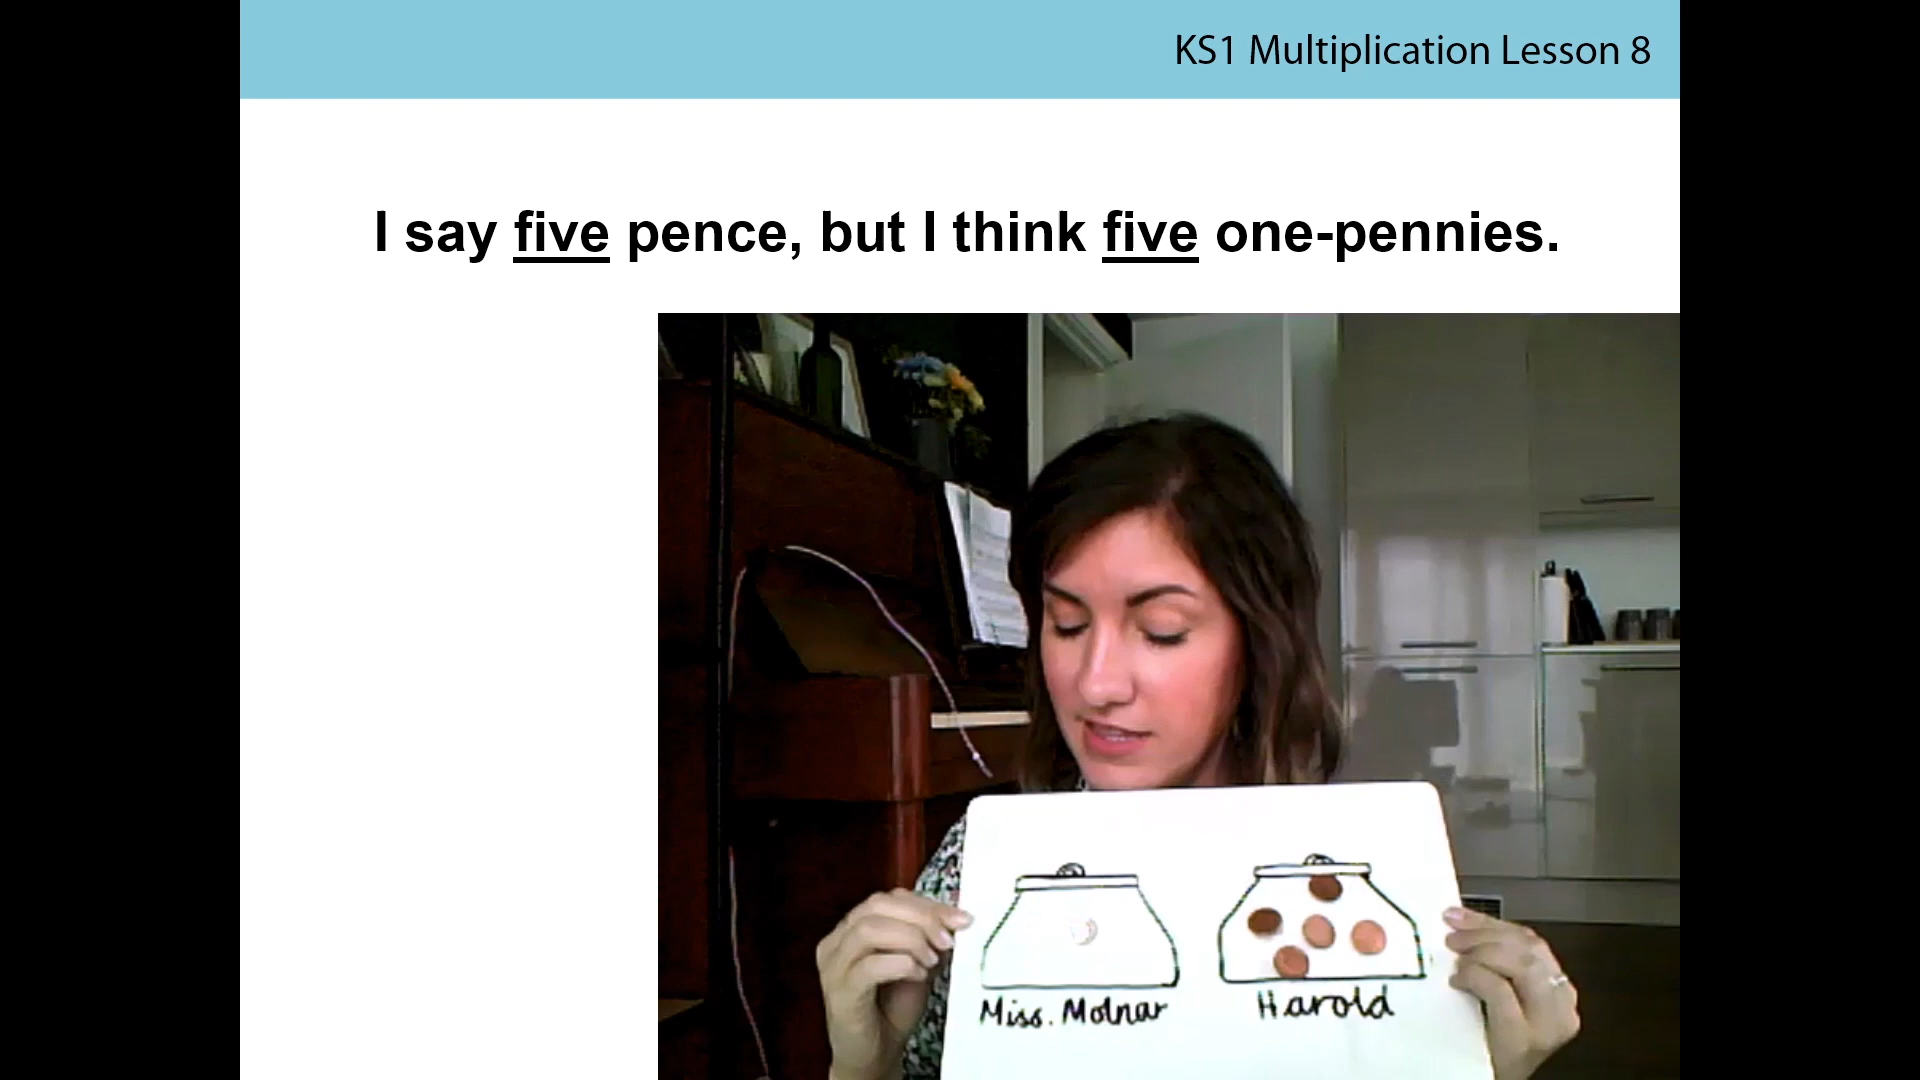 KS1 Multiplication Lesson 8
I say five pence, but I think five one-pennies.
Miss. Molnar
Harold